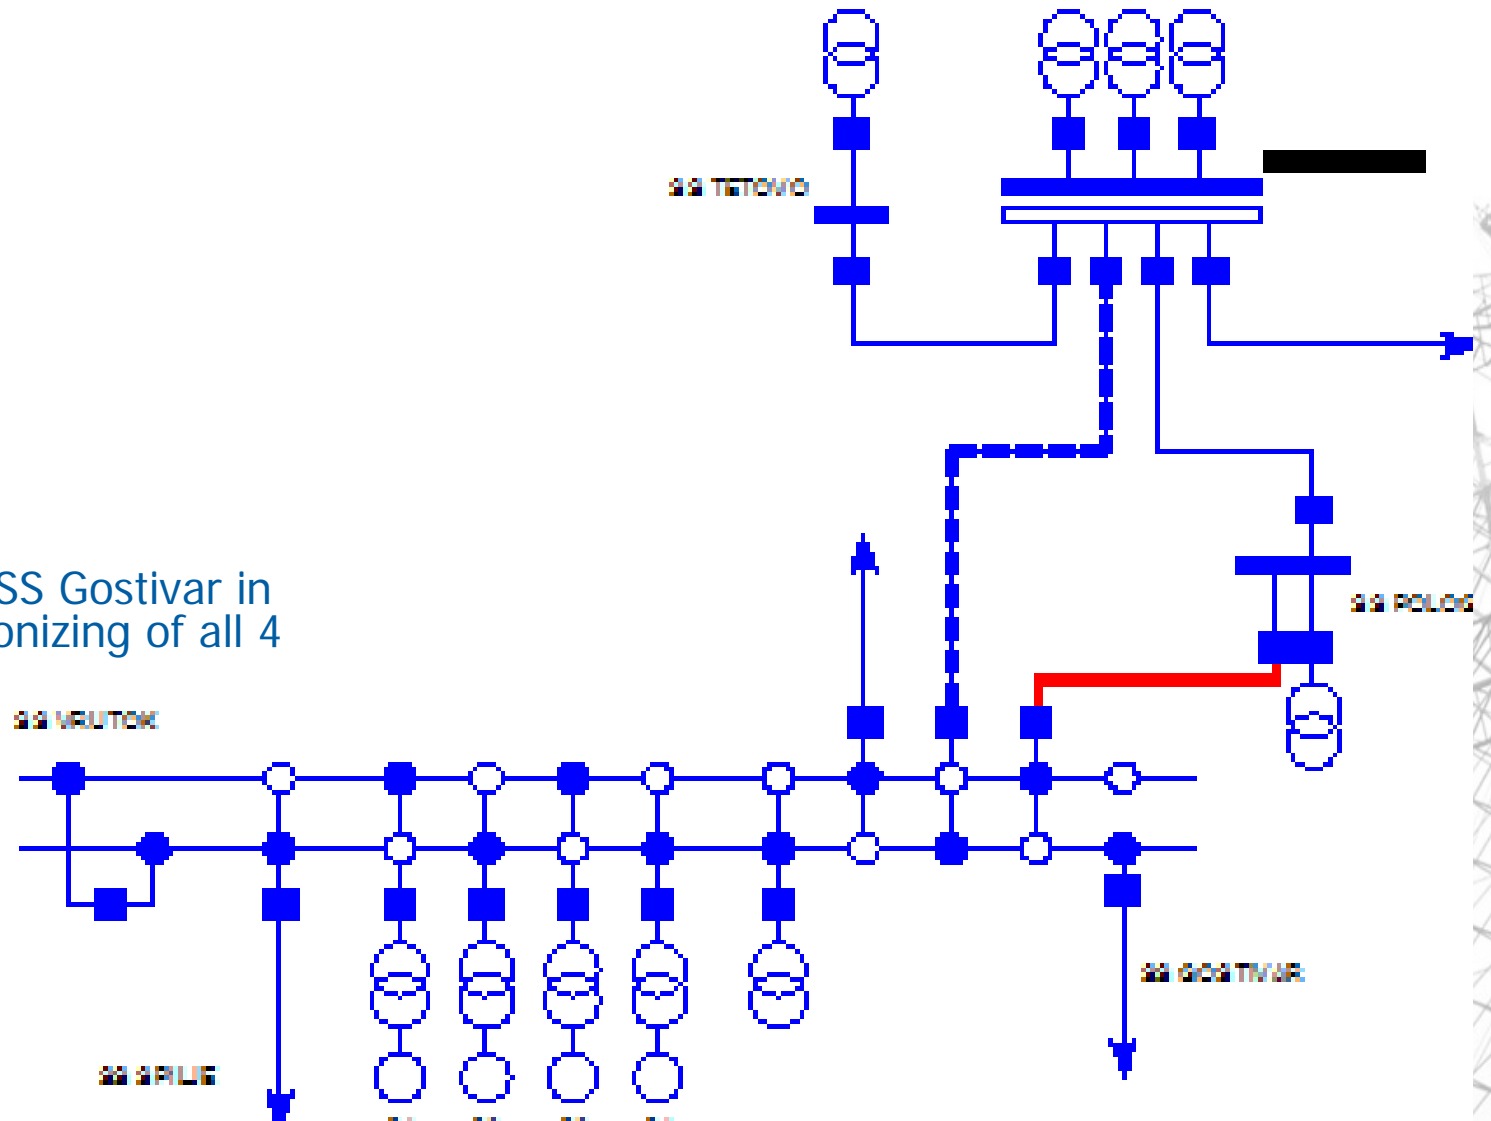 SS TETOVO
SS Gostivar in
onizing of all 4
SS POLOG
SS VRUTOK
SS GOSTIVAR
SS SPILJE